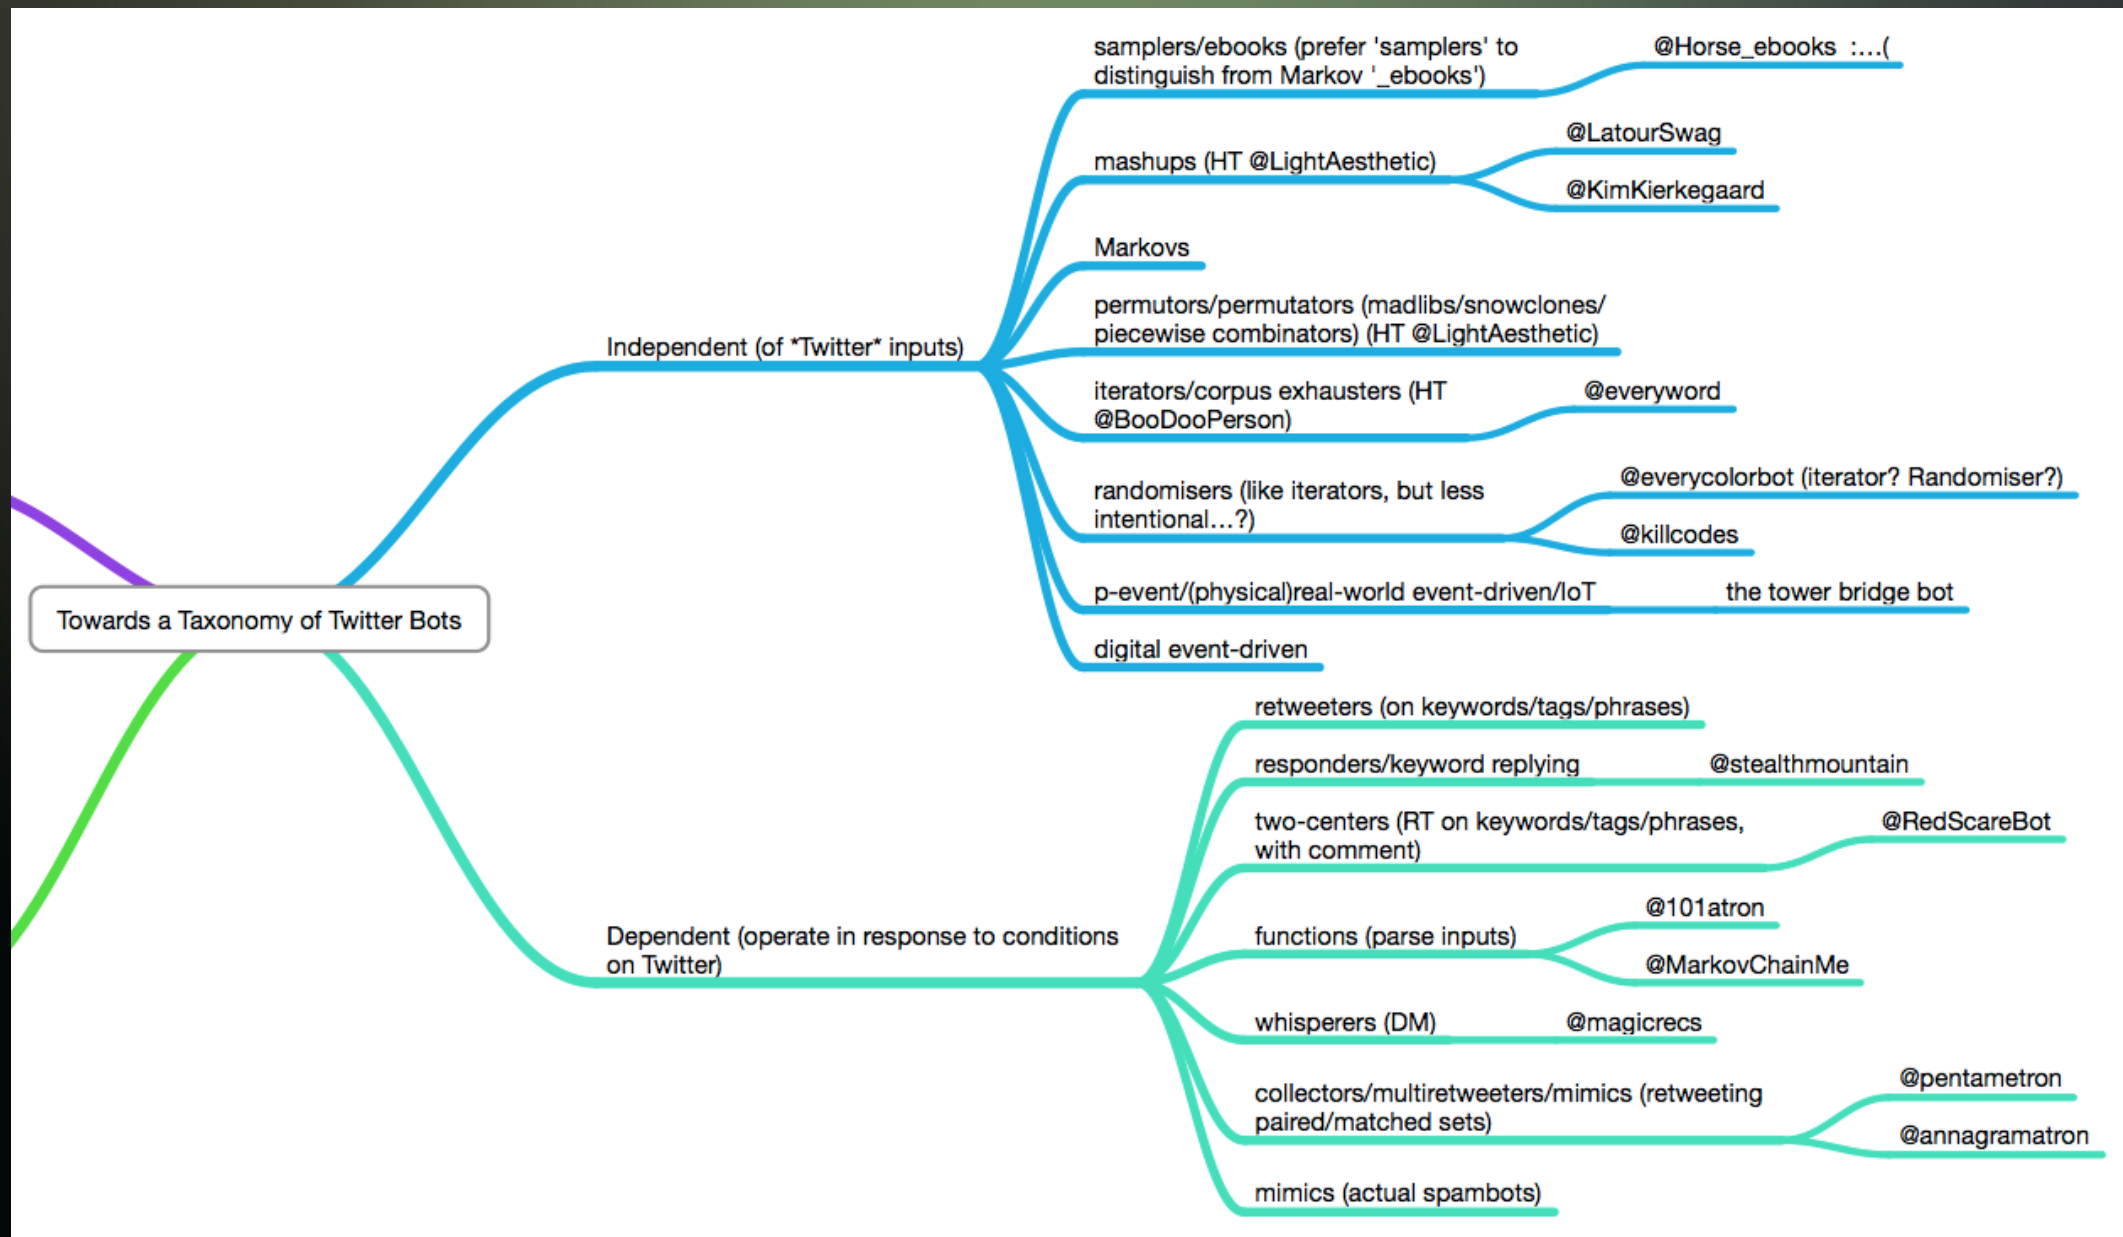 Towards a Taxonomy of Twitter Bots
Independent (of *Twitter* inputs)
samplers/ebooks (prefer 'samplers' to
distinguish from Markov '_ebooks')
@Horse_ebooks  :...(
mashups (HT @LightAesthetic)
@LatourSwag
@KimKierkegaard
Markovs
permutors/permutators (madlibs/snowclones/
piecewise combinators) (HT @LightAesthetic)
iterators/corpus exhausters (HT
@BooDooPerson)
@everyword
randomisers (like iterators, but less
intentional...?)
@everycolorbot (iterator? Randomiser?)
@killcodes
p-event/(physical)real-world event-driven/IoT
the tower bridge bot
digital event-driven
Dependent (operate in response to conditions
on Twitter)
retweeters (on keywords/tags/phrases)
responders/keyword replying
@stealthmountain
two-centers (RT on keywords/tags/phrases,
with comment)
@RedScareBot
functions (parse inputs)
@101atron
@MarkovChainMe
whisperers (DM)
@magicrecs
collectors/multiretweeters/mimics (retweeting
paired/matched sets)
@pentametron
@annagramatron
mimics (actual spambots)